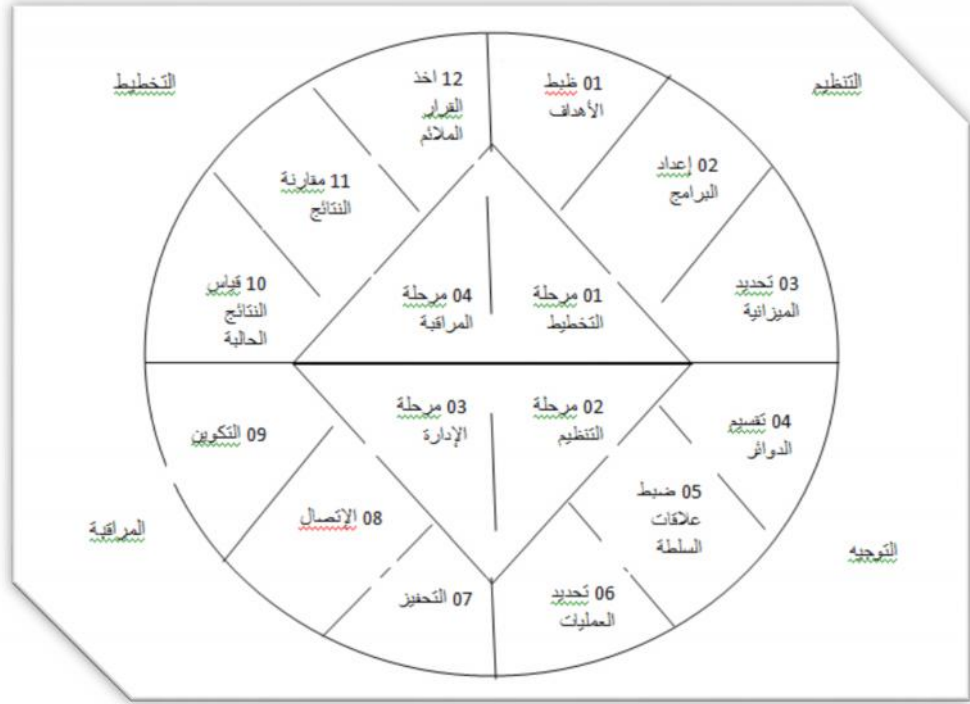 التنظيم
التخطيط
01 ظبط
الأهداف
02 إعداد
البرامج
03 تحديد
الميزانية
04 تقسيم
الدوائر
05 ضبط
علاقات
السلطة
06 تحديد
العمليات
07 التحفيز
08 الإتصال
09 التكوين
10 قياس
النتائج
الحالية
11 مقارنة
النتائج
12 اخذ
القرار
الملائم
01 مرحلة
التخطيط
02 مرحلة
التنظيم
03 مرحلة
الإدارة
04 مرحلة
المراقبة
التوجيه
المراقبة